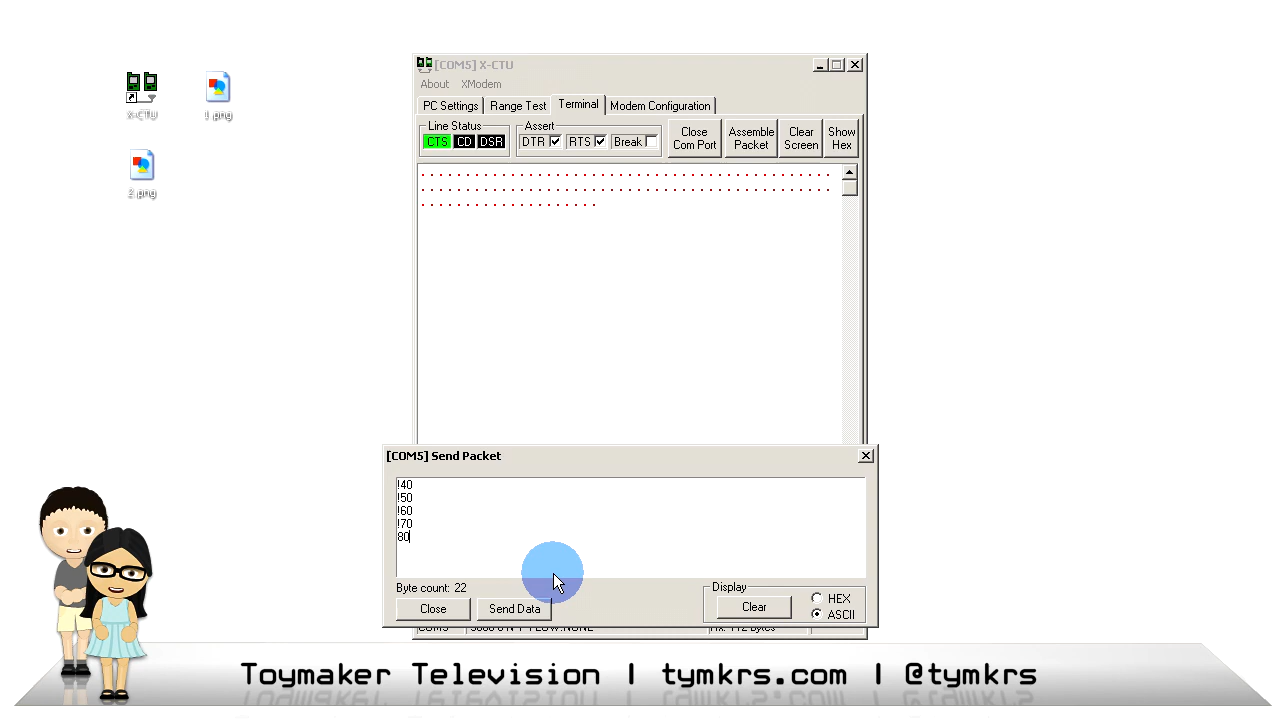 X-CTU
1.png
2.png
[COM5] X-CTU
About XModem
PC Settings Range Test Terminal Modem Configuration
Line Status
CTS CD DSR
Assert
DTR RTS Break
Close
Com Port
Assemble
Packet
Clear
Screen
Show
Hex
[COM5] Send Packet
!40
!50
!60
!70
80
Byte count: 22
Close Send Data
Display
Clear
HEX
ASCII
Toymaker Television | tymkrs.com | @tymkrs